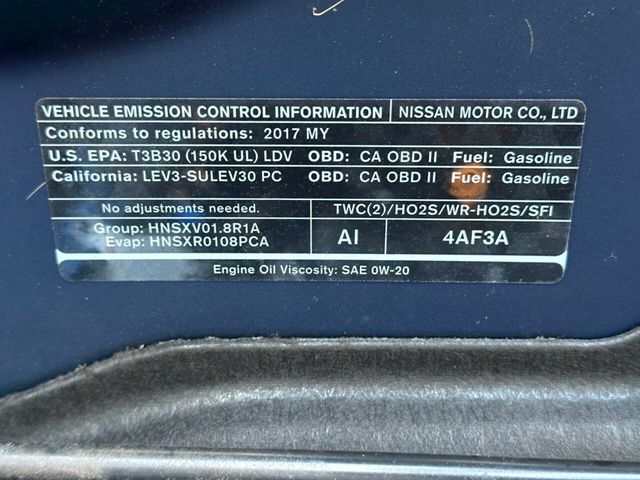 VEHICLE EMISSION CONTROL INFORMATION NISSAN MOTOR CO., LTD
Conforms to regulations: 2017 MY
U.S. EPA: T3B30 (150K UL) LDV OBD: CA OBD II Fuel: Gasoline
California: LEV3-SULEV30 PC OBD: CA OBD II Fuel: Gasoline
No adjustments needed. TWC(2)/HO2S/WR-HO2S/SFI
Group: HNSXV01.8R1A
Evap: HNSXR0108PCA
AI 4AF3A
Engine Oil Viscosity: SAE 0W-20